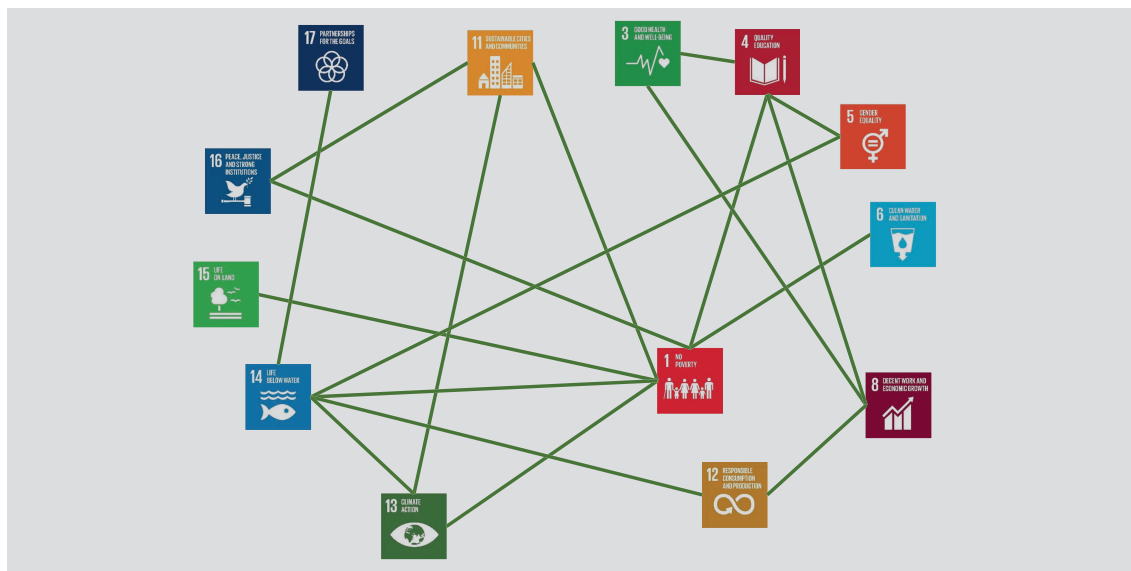 17 PARTNERSHIPS
FOR THE GOALS
11 SUSTAINABLE CITIES
AND COMMUNITIES
3 GOOD HEALTH
AND WELL-BEING
4 QUALITY
EDUCATION
5 GENDER
EQUALITY
16 PEACE, JUSTICE
AND STRONG
INSTITUTIONS
6 CLEAN WATER
AND SANITATION
15 LIFE
ON LAND
14 LIFE
BELOW WATER
1 NO
POVERTY
8 DECENT WORK AND
ECONOMIC GROWTH
13 CLIMATE
ACTION
12 RESPONSIBLE
CONSUMPTION
AND PRODUCTION